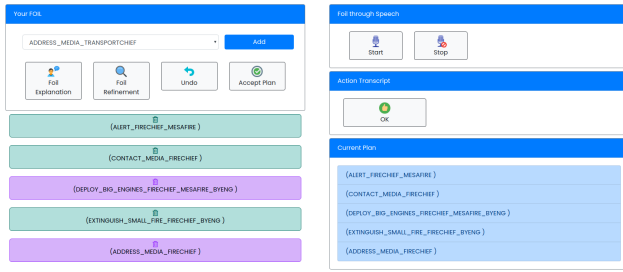 Your FOIL
ADDRESS_MEDIA_TRANSPORTCHIEF
Add
Foil
Explanation
Foil
Refinement
Undo
Accept Plan
(ALERT_FIRECHIEF_MESAFIRE )
(CONTACT_MEDIA_FIRECHIEF )
(DEPLOY_BIG_ENGINES_FIRECHIEF_MESAFIRE_BYENG )
(EXTINGUISH_SMALL_FIRE_FIRECHIEF_BYENG )
(ADDRESS_MEDIA_FIRECHIEF )
Foil through Speech
Start
Stop
Action Transcript
OK
Current Plan
(ALERT_FIRECHIEF_MESAFIRE )
(CONTACT_MEDIA_FIRECHIEF )
(DEPLOY_BIG_ENGINES_FIRECHIEF_MESAFIRE_BYENG )
(EXTINGUISH_SMALL_FIRE_FIRECHIEF_BYENG )
(ADDRESS_MEDIA_FIRECHIEF )